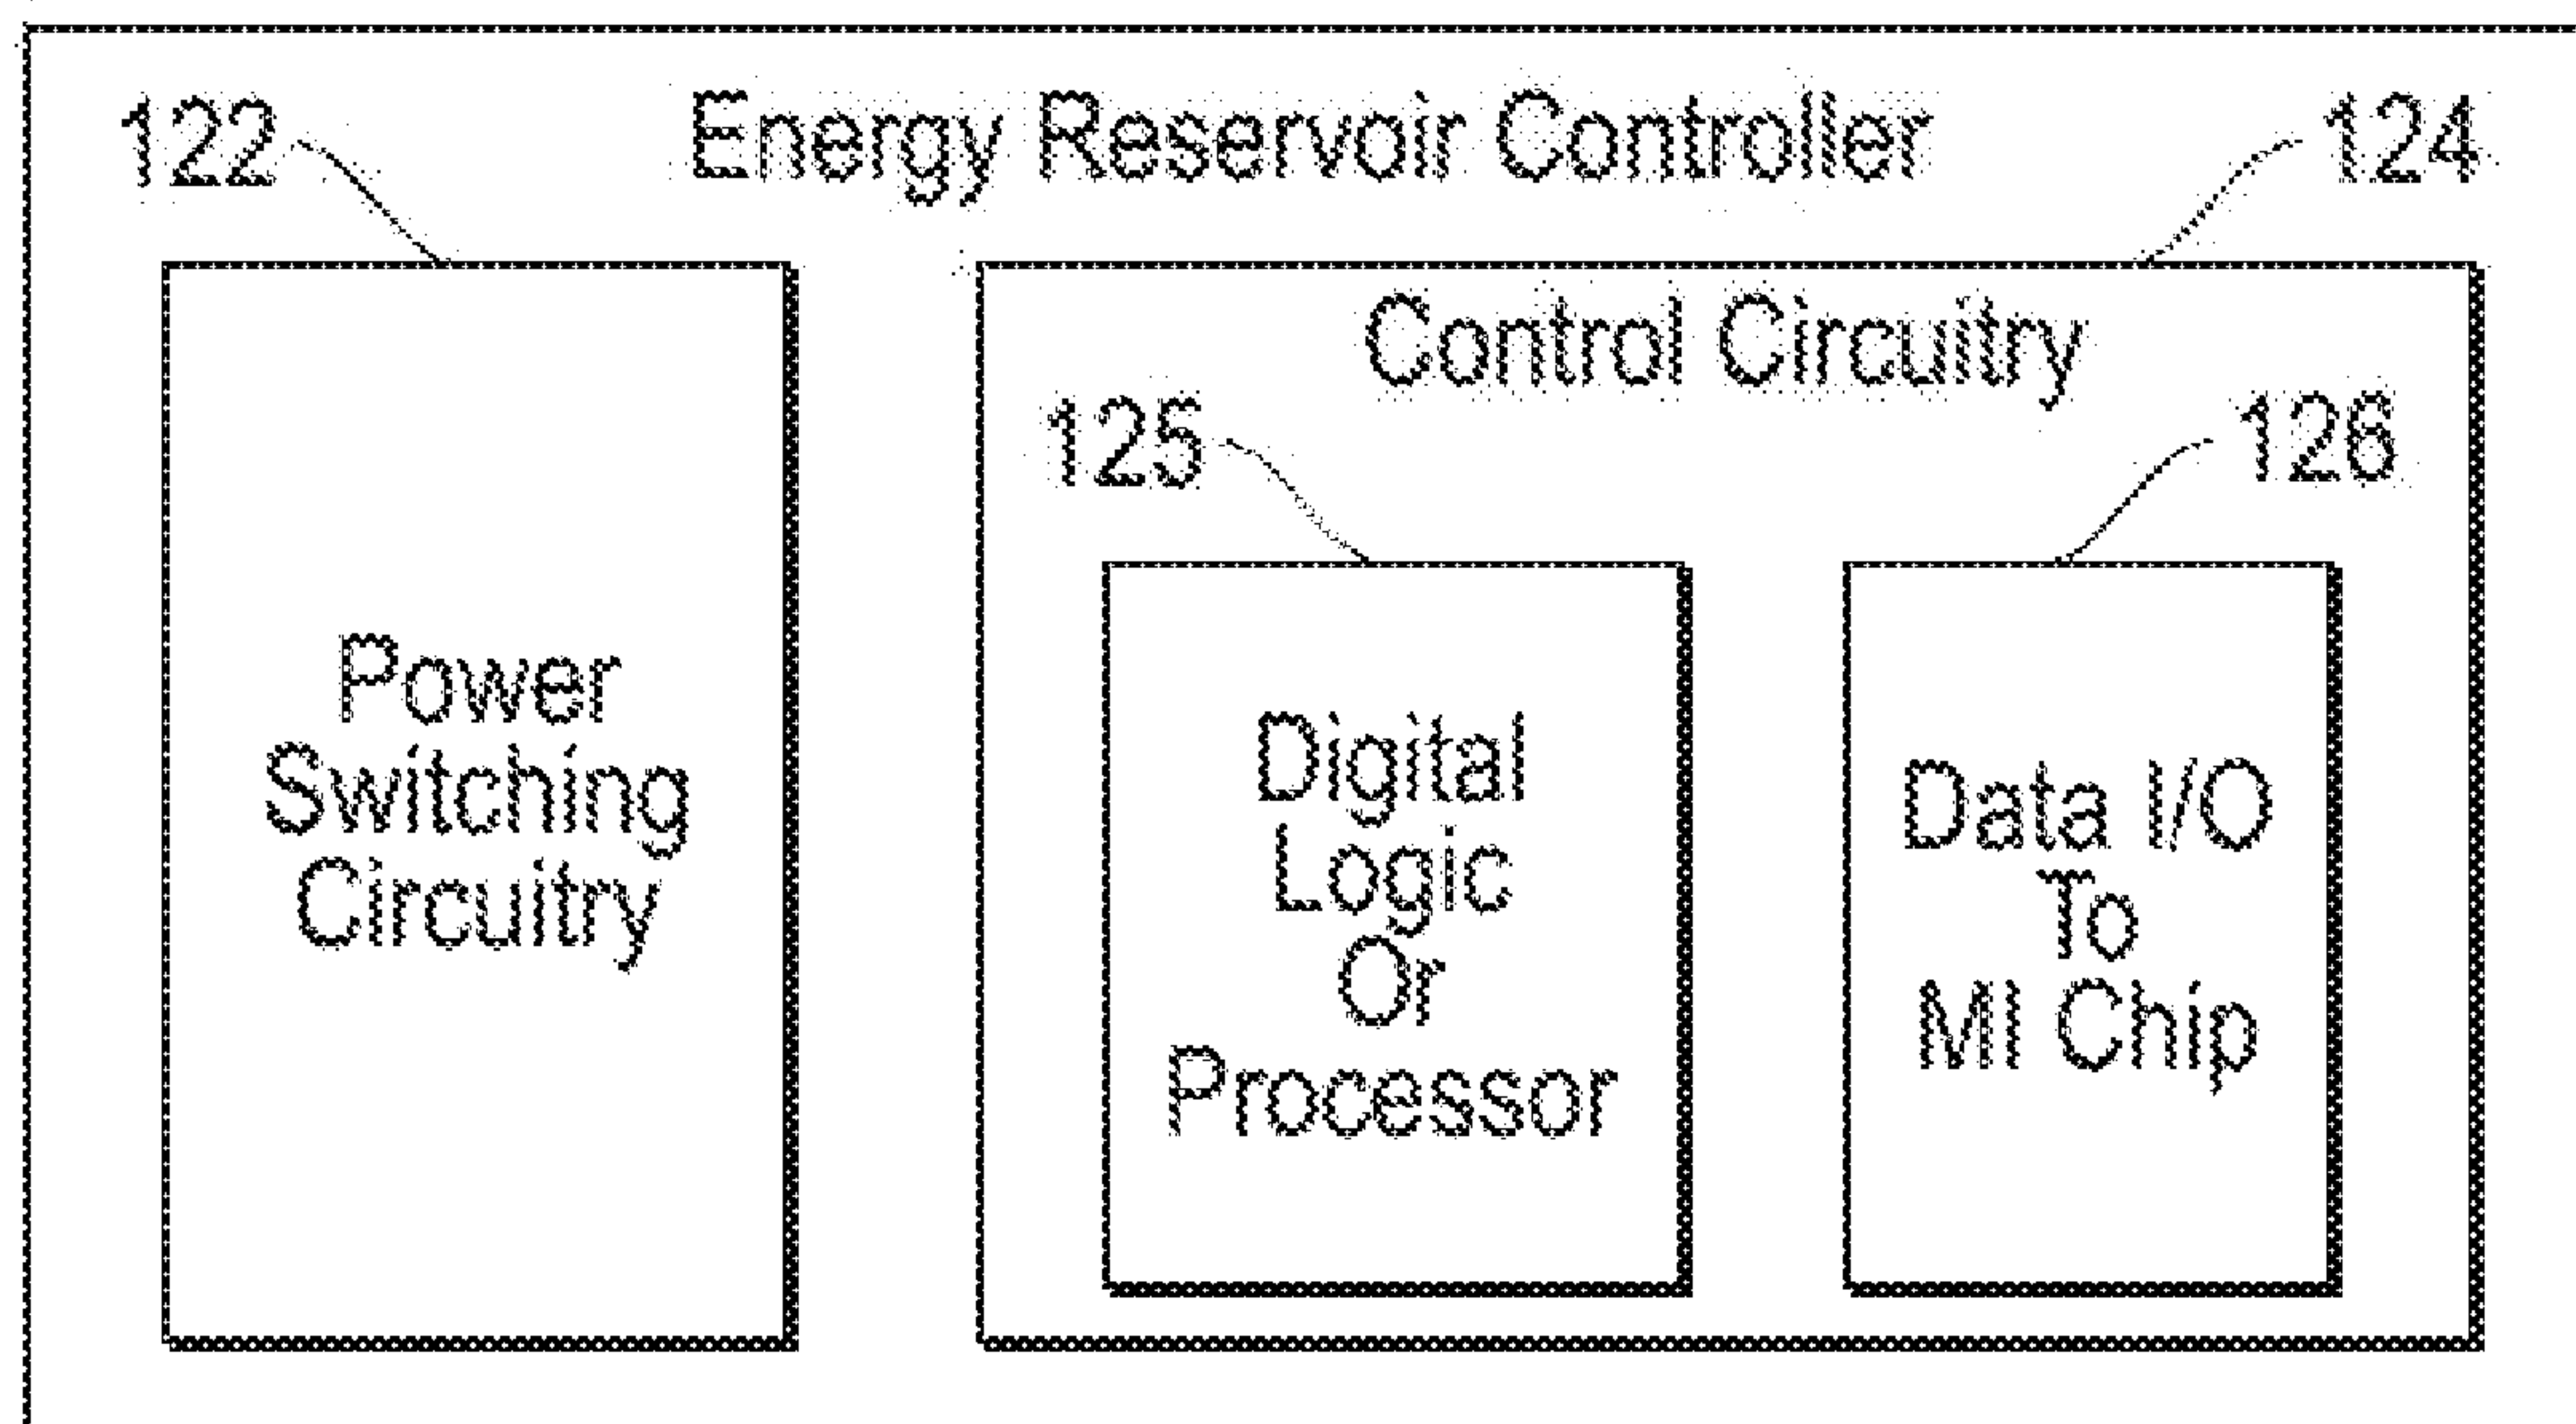 Energy Reservoir Controller
122
124
Control Circuitry
125
126
Power
Switching
Circuitry
Digital
Logic
Or
Processor
Data I/O
To
MI Chip